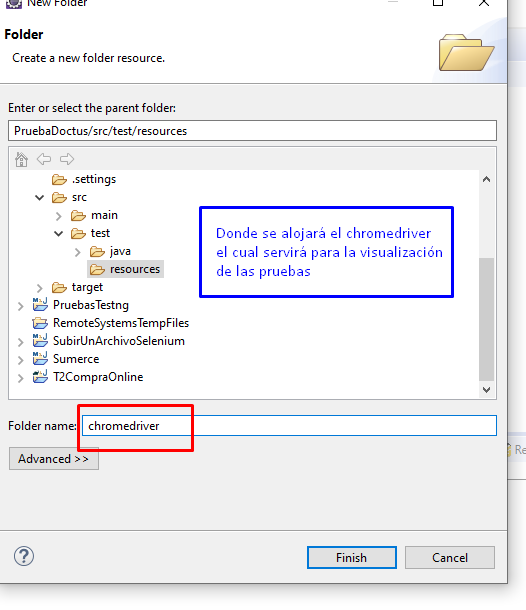 New Folder
Folder
Create a new folder resource.
Enter or select the parent folder:
PruebaDoctus/src/test/resources
.settings
src
main
test
java
resources
target
PruebasTestng
RemoteSystemsTempFiles
SubirUnArchivoSelenium
Sumerce
T2CompraOnline
Donde se alojará el chromedriver
el cual servirá para la visualización
de las pruebas
Folder name:
chromedriver
Advanced >>
Re
?
Finish
Cancel